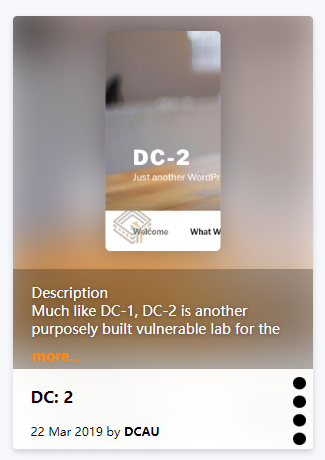 DC-2
Just another WordPr
Welcome What W
Description
Much like DC-1, DC-2 is another
purposely built vulnerable lab for the
more...
DC: 2
22 Mar 2019 by DCAU